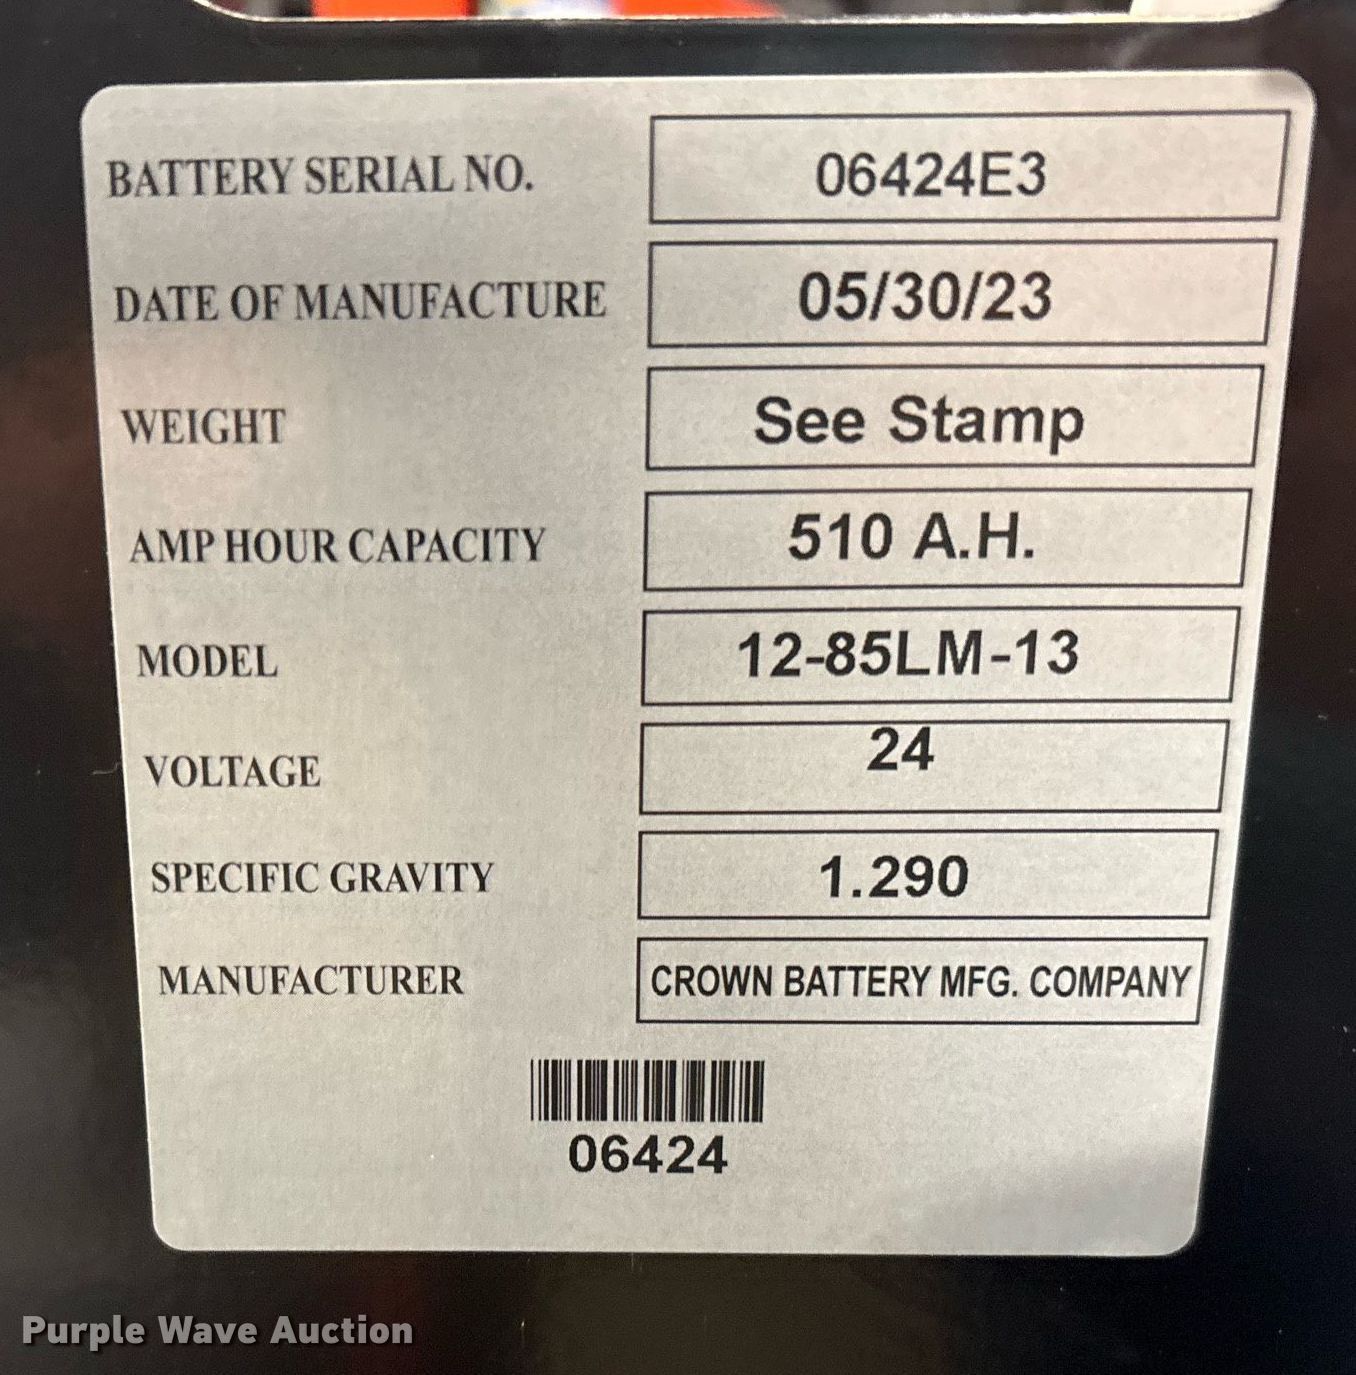 BATTERY SERIAL NO. 06424E3
DATE OF MANUFACTURE 05/30/23
WEIGHT See Stamp
AMP HOUR CAPACITY 510 A.H.
MODEL 12-85LM-13
VOLTAGE 24
SPECIFIC GRAVITY 1.290
MANUFACTURER CROWN BATTERY MFG. COMPANY
06424
Purple Wave Auction